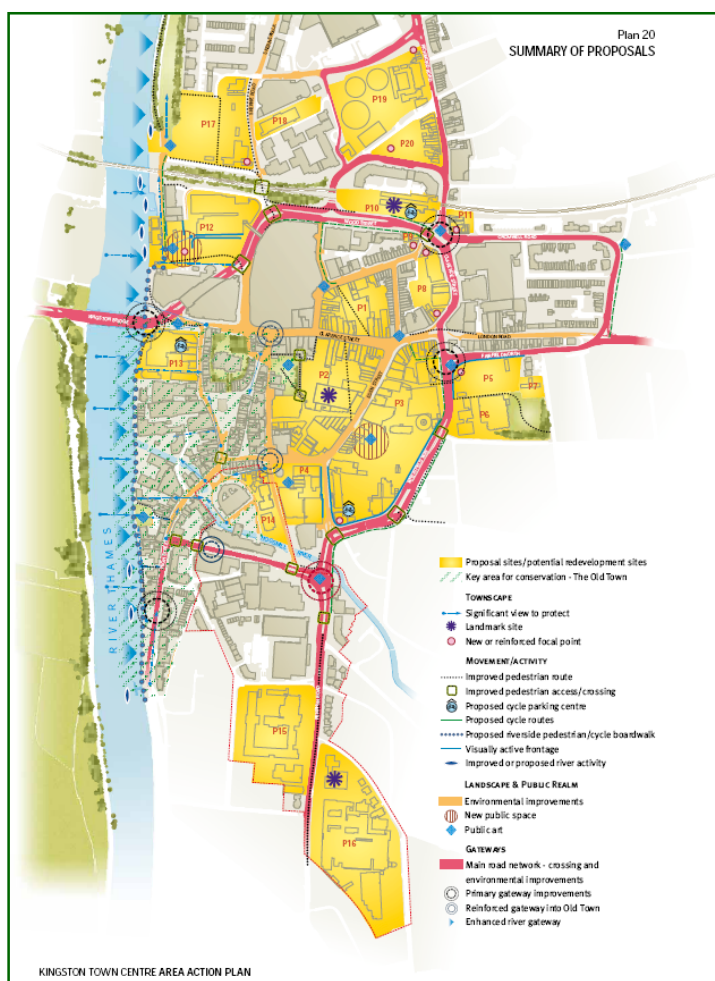 Plan 20
SUMMARY OF PROPOSALS
P19
P17
P18
P20
P10
P11
P12
WOOD STREET
P8
P1
CLARENCE STREET
LONDON ROAD
P13
P2
EDEN STREET
P5
P7
P3
P6
P4
P14
RIVER THAMES
P15
P16
Proposal sites/potential redevelopment sites
Key area for conservation - The Old Town
TOWNSCAPE
Significant view to protect
Landmark site
New or reinforced focal point
MOVEMENT/ACTIVITY
Improved pedestrian route
Improved pedestrian access/crossing
Proposed cycle parking centre
Proposed cycle routes
Proposed riverside pedestrian/cycle boardwalk
Visually active frontage
Improved or proposed river activity
LANDSCAPE & PUBLIC REALM
Environmental improvements
New public space
Public art
GATEWAYS
Main road network - crossing and
environmental improvements
Primary gateway improvements
Reinforced gateway into Old Town
Enhanced river gateway
KINGSTON TOWN CENTRE AREA ACTION PLAN